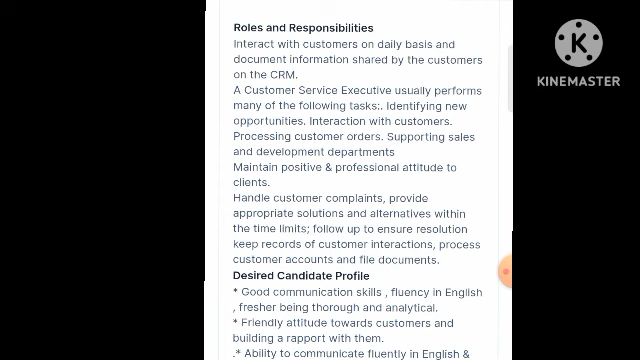 Roles and Responsibilities
Interact with customers on daily basis and
document information shared by the customers
on the CRM.
A Customer Service Executive usually performs
many of the following tasks:. Identifying new
opportunities. Interaction with customers.
Processing customer orders. Supporting sales
and development departments
Maintain positive & professional attitude to
clients.
Handle customer complaints, provide
appropriate solutions and alternatives within
the time limits; follow up to ensure resolution
keep records of customer interactions, process
customer accounts and file documents.
Desired Candidate Profile
* Good communication skills , fluency in English
, fresher being thorough and analytical.
* Friendly attitude towards customers and
building a rapport with them.
.* Ability to communicate fluently in English &
KINEMASTER